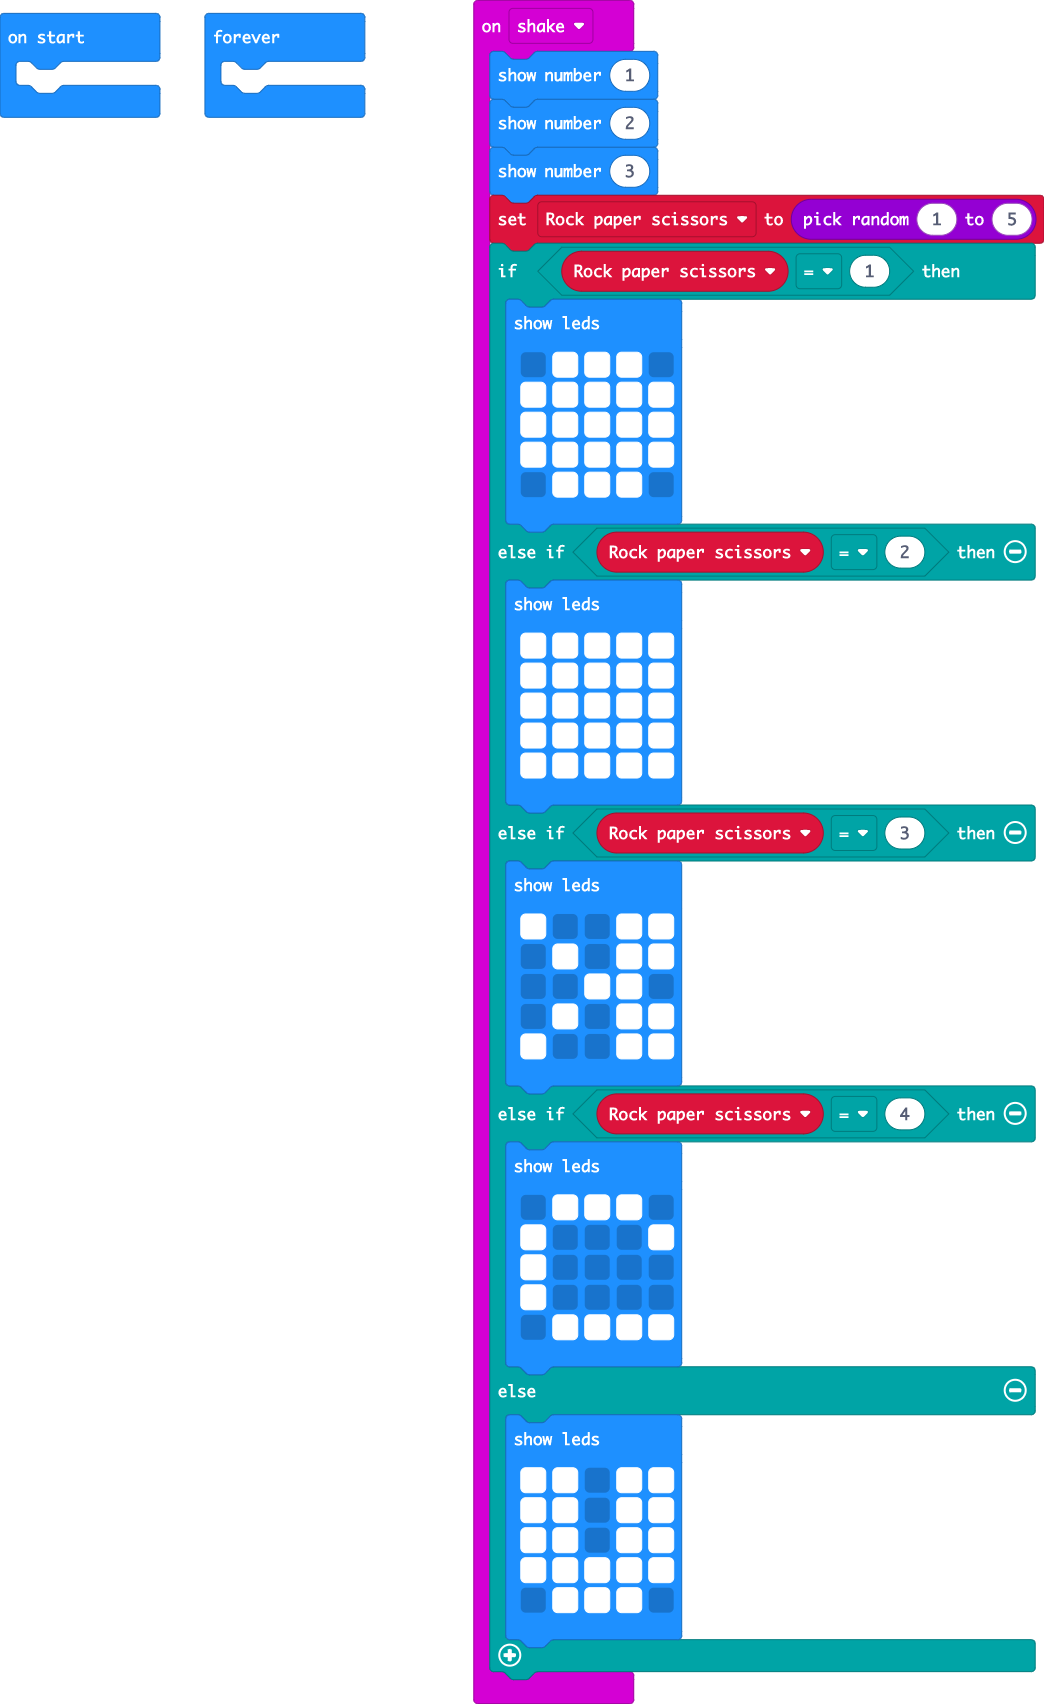 on start
forever
on shake
show number 1
show number 2
show number 3
set Rock paper scissors to pick random 1 to 5
if Rock paper scissors = 1 then
show leds
else if Rock paper scissors = 2 then
show leds
else if Rock paper scissors = 3 then
show leds
else if Rock paper scissors = 4 then
show leds
else
show leds